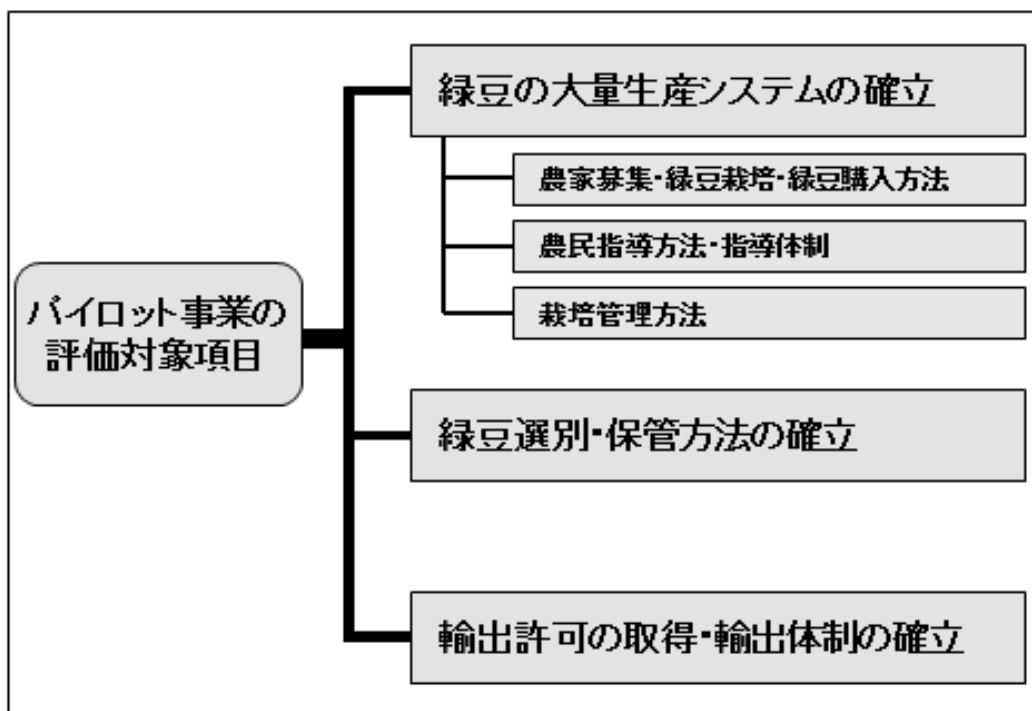 パイロット事業の
評価対象項目
緑豆の大量生産システムの確立
農家募集・緑豆栽培・緑豆購入方法
農民指導方法・指導体制
栽培管理方法
緑豆選別・保管方法の確立
輸出許可の取得・輸出体制の確立